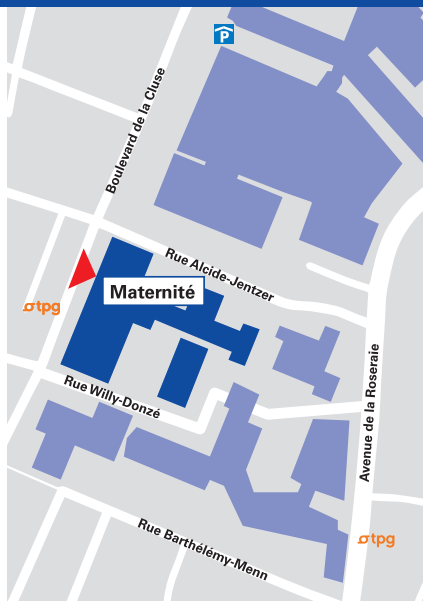 P
Boulevard de la Cluse
Rue Alcide-Jentzer
Maternité
tpg
Rue Willy-Donzé
Avenue de la Roseraie
Rue Barthélémy-Menn
tpg